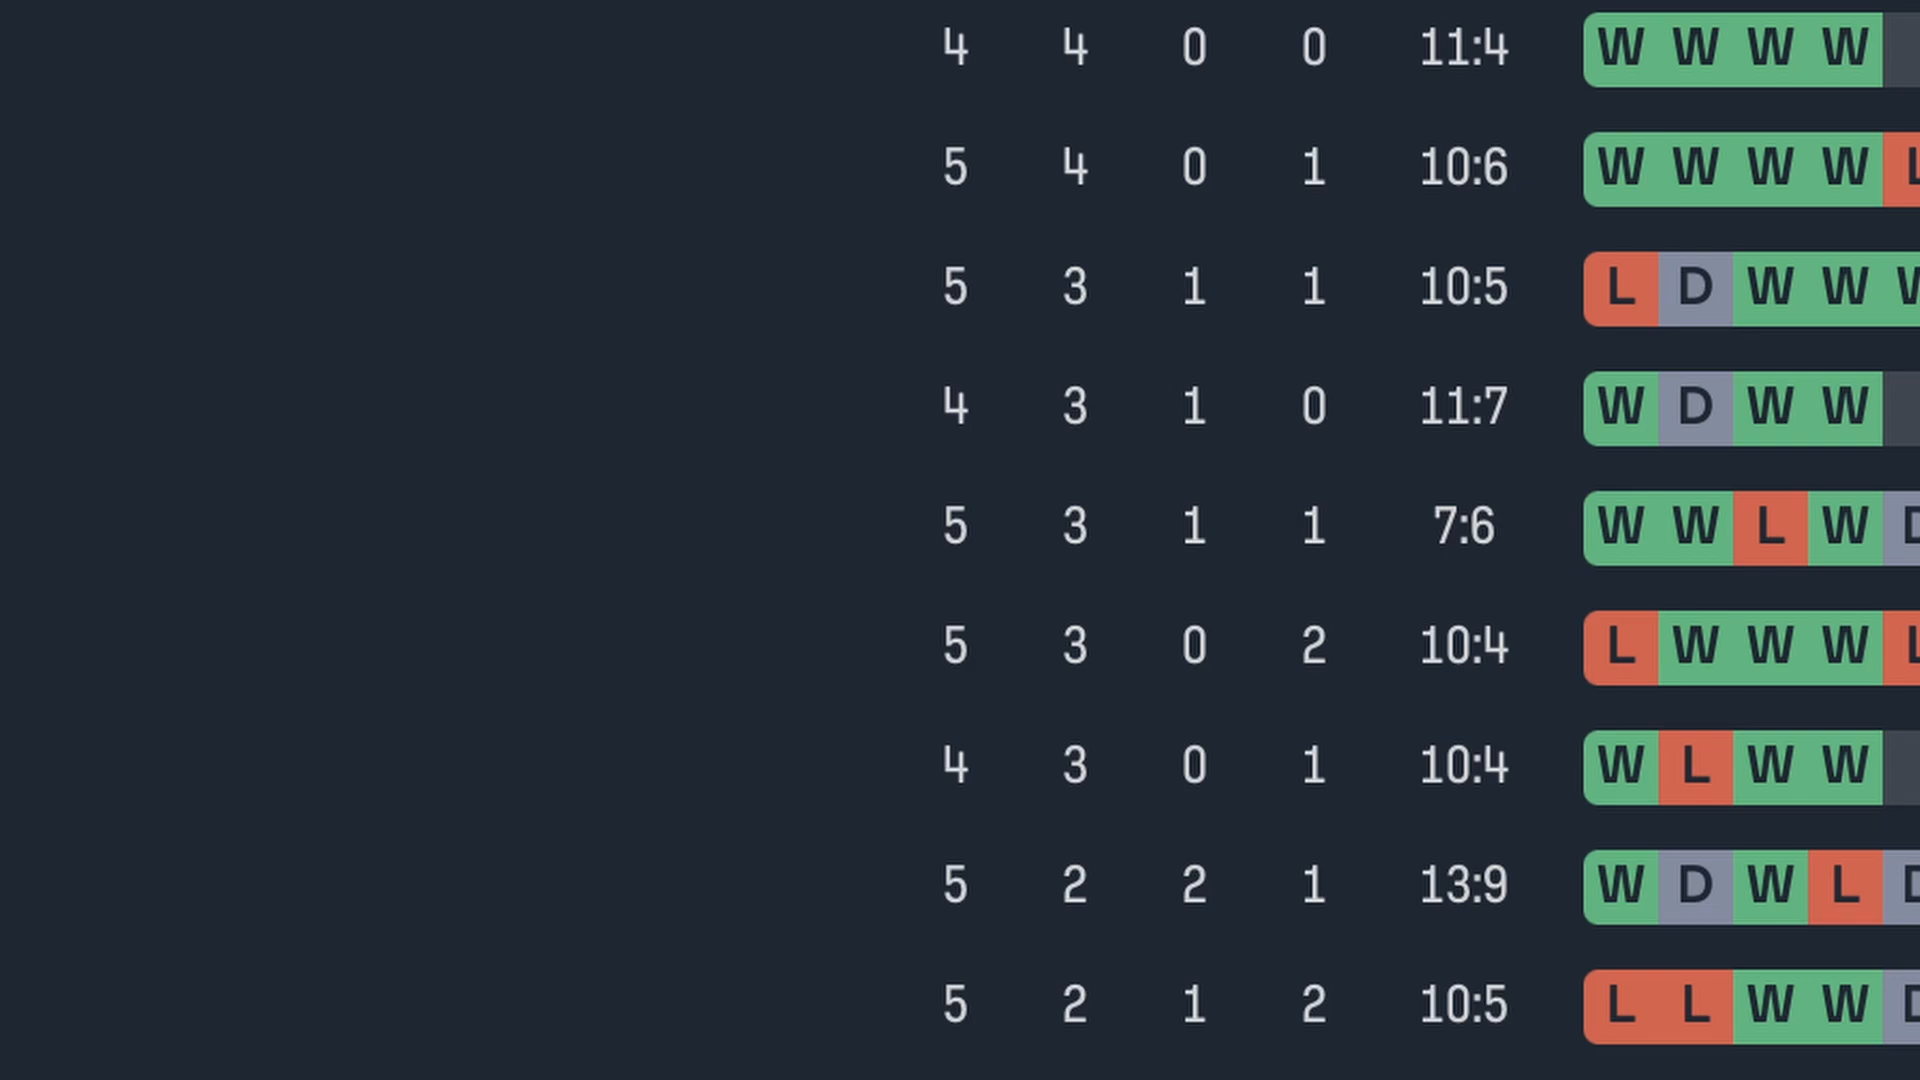 4 4 0 0 11:4 W W W W
5 4 0 1 10:6 W W W W L
5 3 1 1 10:5 L D W W W
4 3 1 0 11:7 W D W W
5 3 1 1 7:6 W W L W D
5 3 0 2 10:4 L W W W L
4 3 0 1 10:4 W L W W
5 2 2 1 13:9 W D W L D
5 2 1 2 10:5 L L W W D